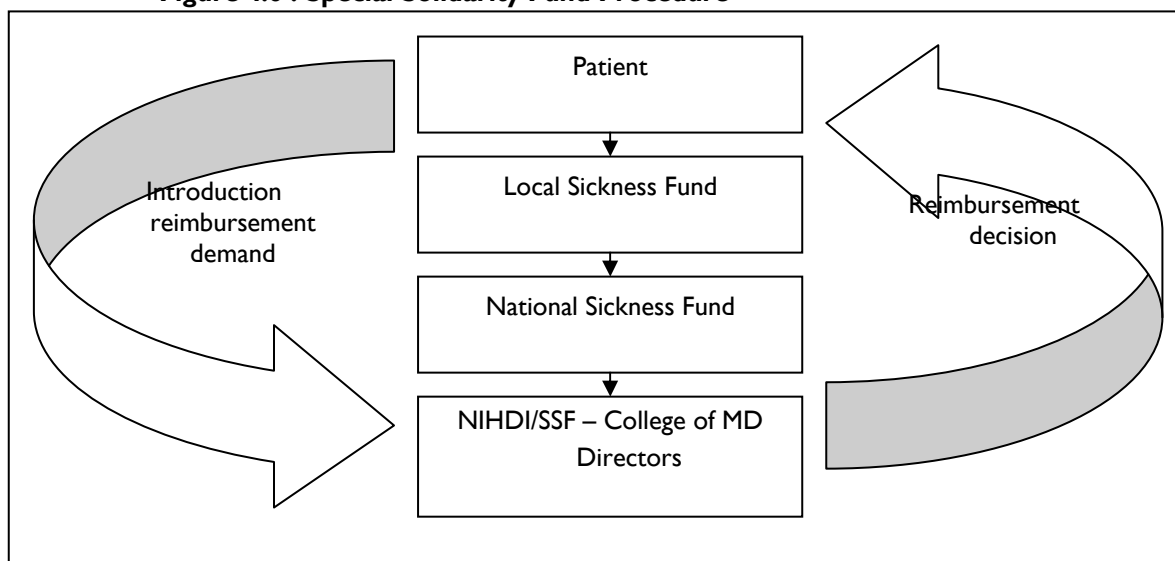 Figure 4.6 : Special Solidarity Fund Procedure
Patient
Local Sickness Fund
Introduction
reimbursement
demand
Reimbursement
decision
National Sickness Fund
NIHDI/SSF – College of MD
Directors